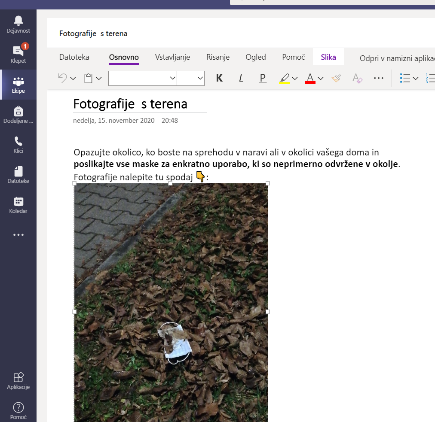 Fotografije s terena
Dejavnost
1
Klepet
Ekipe
Dodeljene ...
Klici
Datoteka
Koledar
...
Aplikacije
Pomoč
Datoteka Osnovno Vstavljanje Risanje Ogled Pomoč Slika Odpri v namizni aplikac
K L P A
Fotografije s terena
nedelja, 15. november 2020 20:48
Opazujte okolico, ko boste na sprehodu v naravi ali v okolici vašega doma in
poslikajte vse maske za enkratno uporabo, ki so neprimerno odvržene v okolje.
Fotografije nalepite tu spodaj 👇: